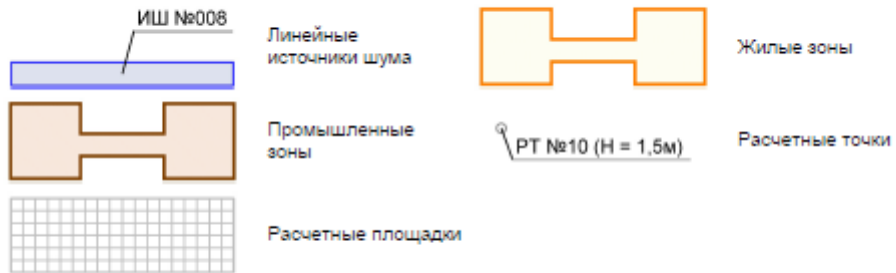 ИШ №008
Линейные
источники шума
Жилые зоны
Промышленные
зоны
РТ №10 (Н = 1,5м)
Расчетные точки
Расчетные площадки